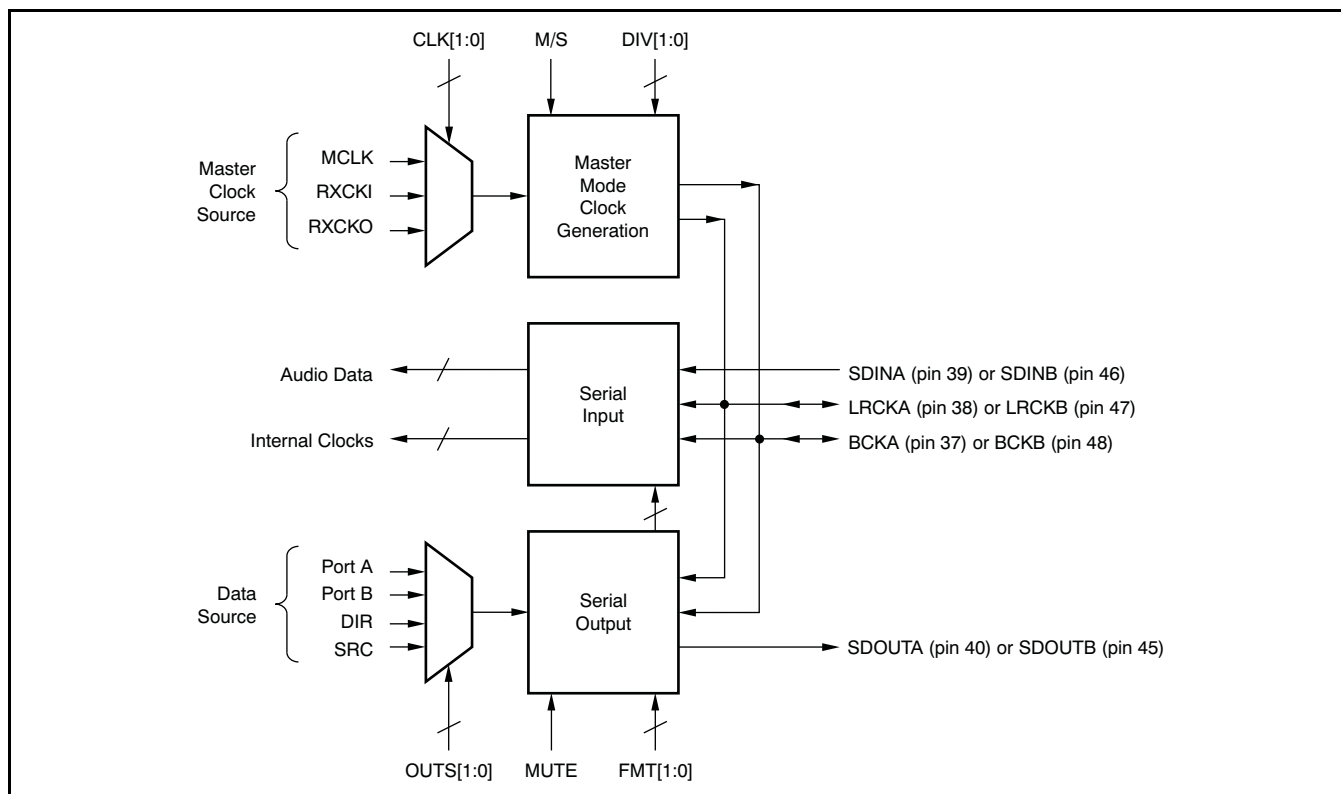 CLK[1:0]
M/S
DIV[1:0]
Master
Clock
Source
MCLK
RXCKI
RXCKO
Master
Mode
Clock
Generation
Audio Data
Internal Clocks
Serial
Input
SDINA (pin 39) or SDINB (pin 46)
LRCKA (pin 38) or LRCKB (pin 47)
BCKA (pin 37) or BCKB (pin 48)
Data
Source
Port A
Port B
DIR
SRC
Serial
Output
SDOUTA (pin 40) or SDOUTB (pin 45)
OUTS[1:0]
MUTE
FMT[1:0]